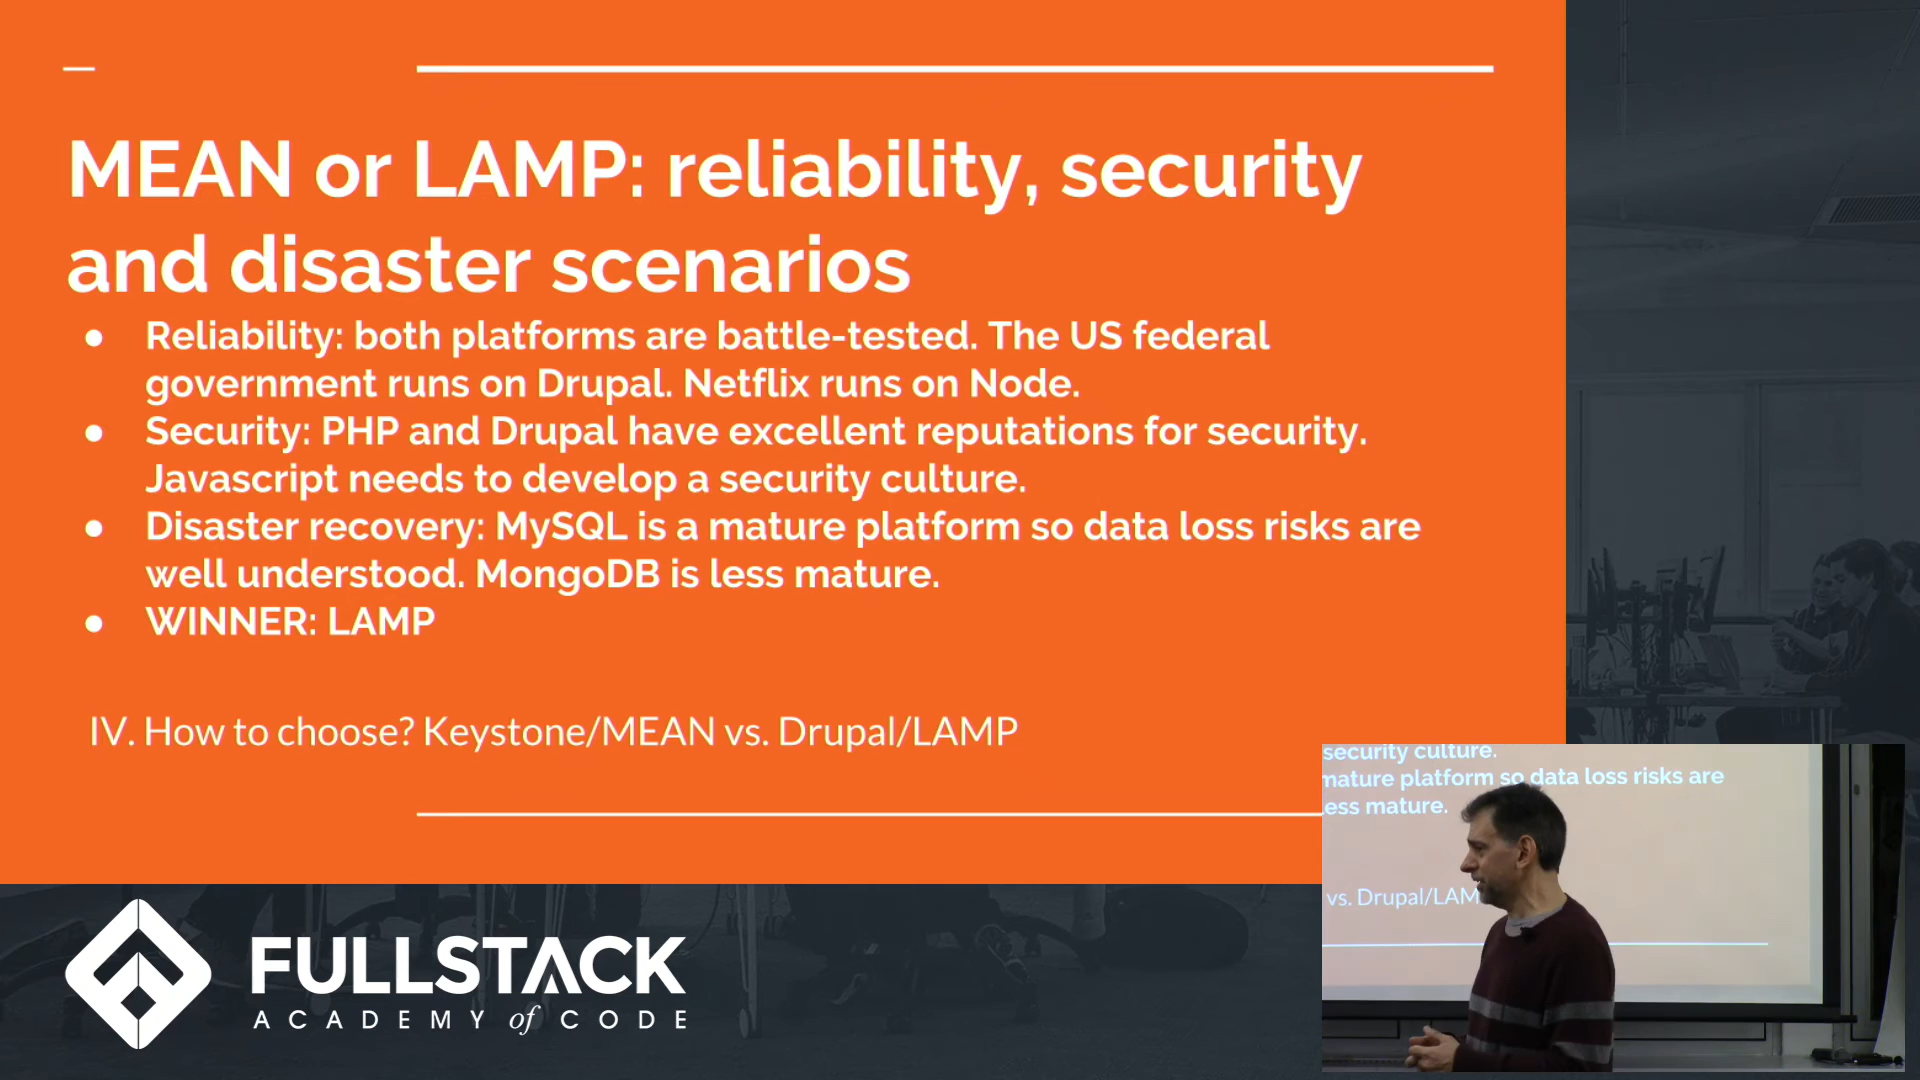 MEAN or LAMP: reliability, security
and disaster scenarios
● Reliability: both platforms are battle-tested. The US federal
government runs on Drupal. Netflix runs on Node.
● Security: PHP and Drupal have excellent reputations for security.
Javascript needs to develop a security culture.
● Disaster recovery: MySQL is a mature platform so data loss risks are
well understood. MongoDB is less mature.
● WINNER: LAMP
IV. How to choose? Keystone/MEAN vs. Drupal/LAMP
security culture.
mature platform so data loss risks are
ess mature.
vs. Drupal/LAM
FULLSTACK
ACADEMY of CODE